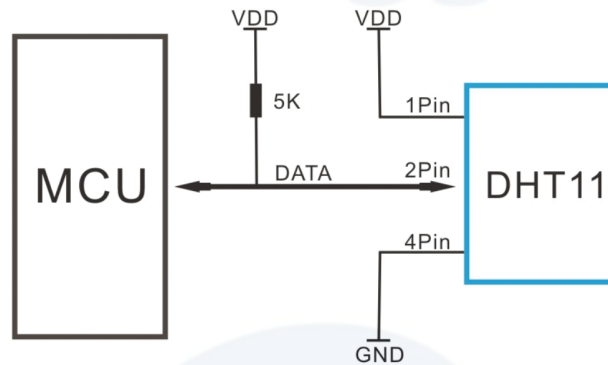 VDD
VDD
5K
1Pin
MCU
DATA
2Pin
DHT11
4Pin
GND